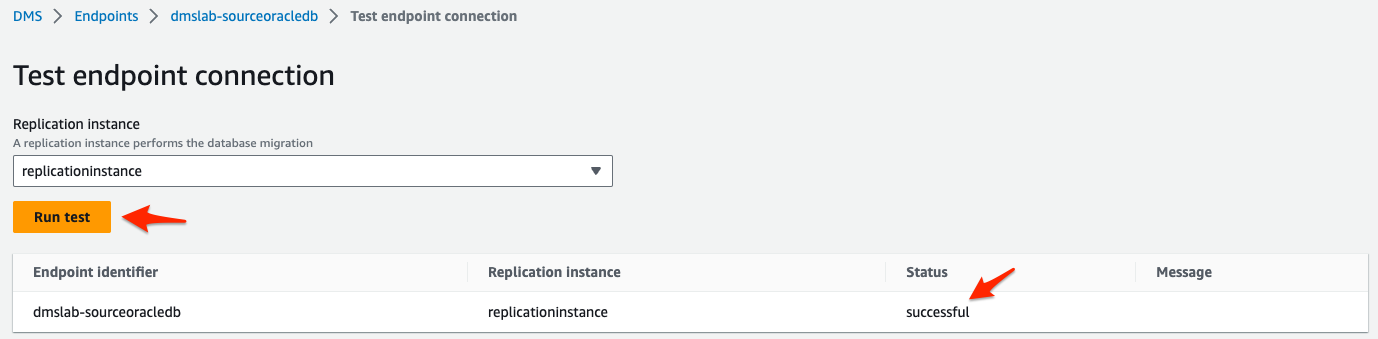 DMS > Endpoints > dmslab-sourceoracledb > Test endpoint connection
Test endpoint connection
Replication instance
A replication instance performs the database migration
replicationinstance
Run test
Endpoint identifier Replication instance Status Message
dmslab-sourceoracledb replicationinstance successful